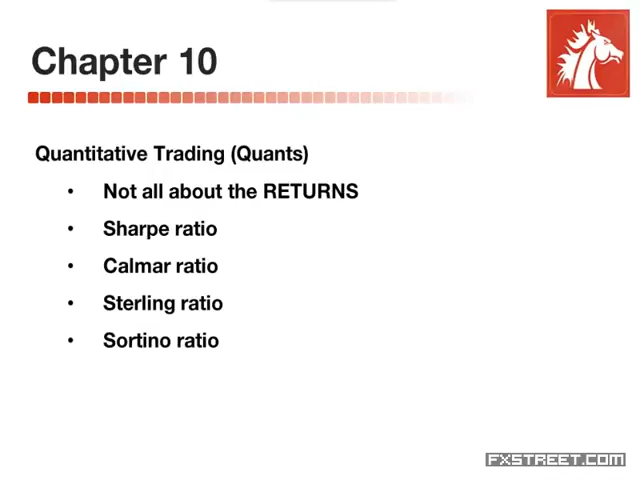 Chapter 10
Quantitative Trading (Quants)
• Not all about the RETURNS
• Sharpe ratio
• Calmar ratio
• Sterling ratio
• Sortino ratio
FXSTREET.COM